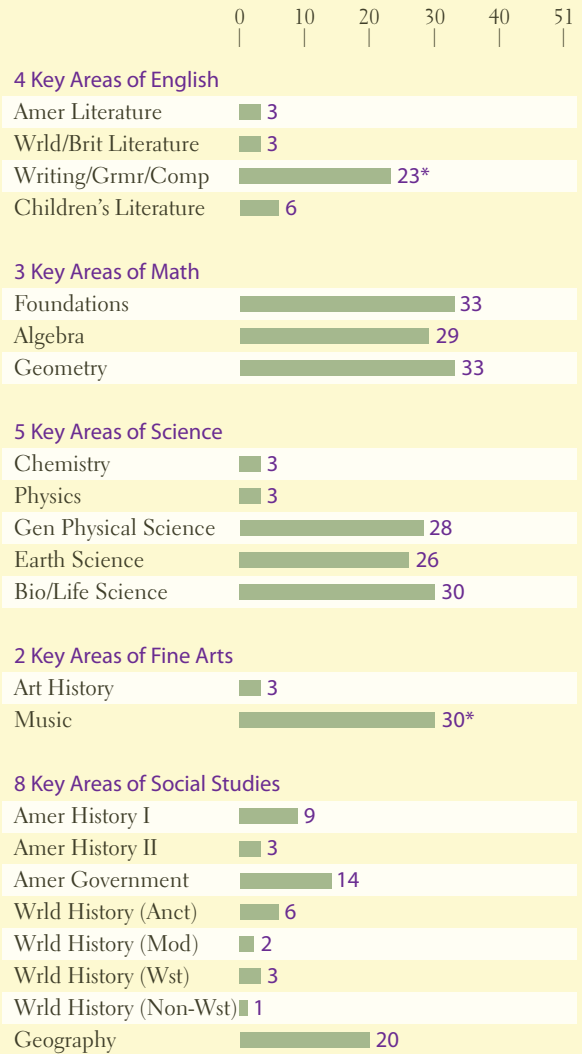 0 10 20 30 40 51
4 Key Areas of English
Amer Literature 3
Wrld/Brit Literature 3
Writing/Grmr/Comp 23*
Children's Literature 6
3 Key Areas of Math
Foundations 33
Algebra 29
Geometry 33
5 Key Areas of Science
Chemistry 3
Physics 3
Gen Physical Science 28
Earth Science 26
Bio/Life Science 30
2 Key Areas of Fine Arts
Art History 3
Music 30*
8 Key Areas of Social Studies
Amer History I 9
Amer History II 3
Amer Government 14
Wrld History (Anct) 6
Wrld History (Mod) 2
Wrld History (Wst) 3
Wrld History (Non-Wst) 1
Geography 20